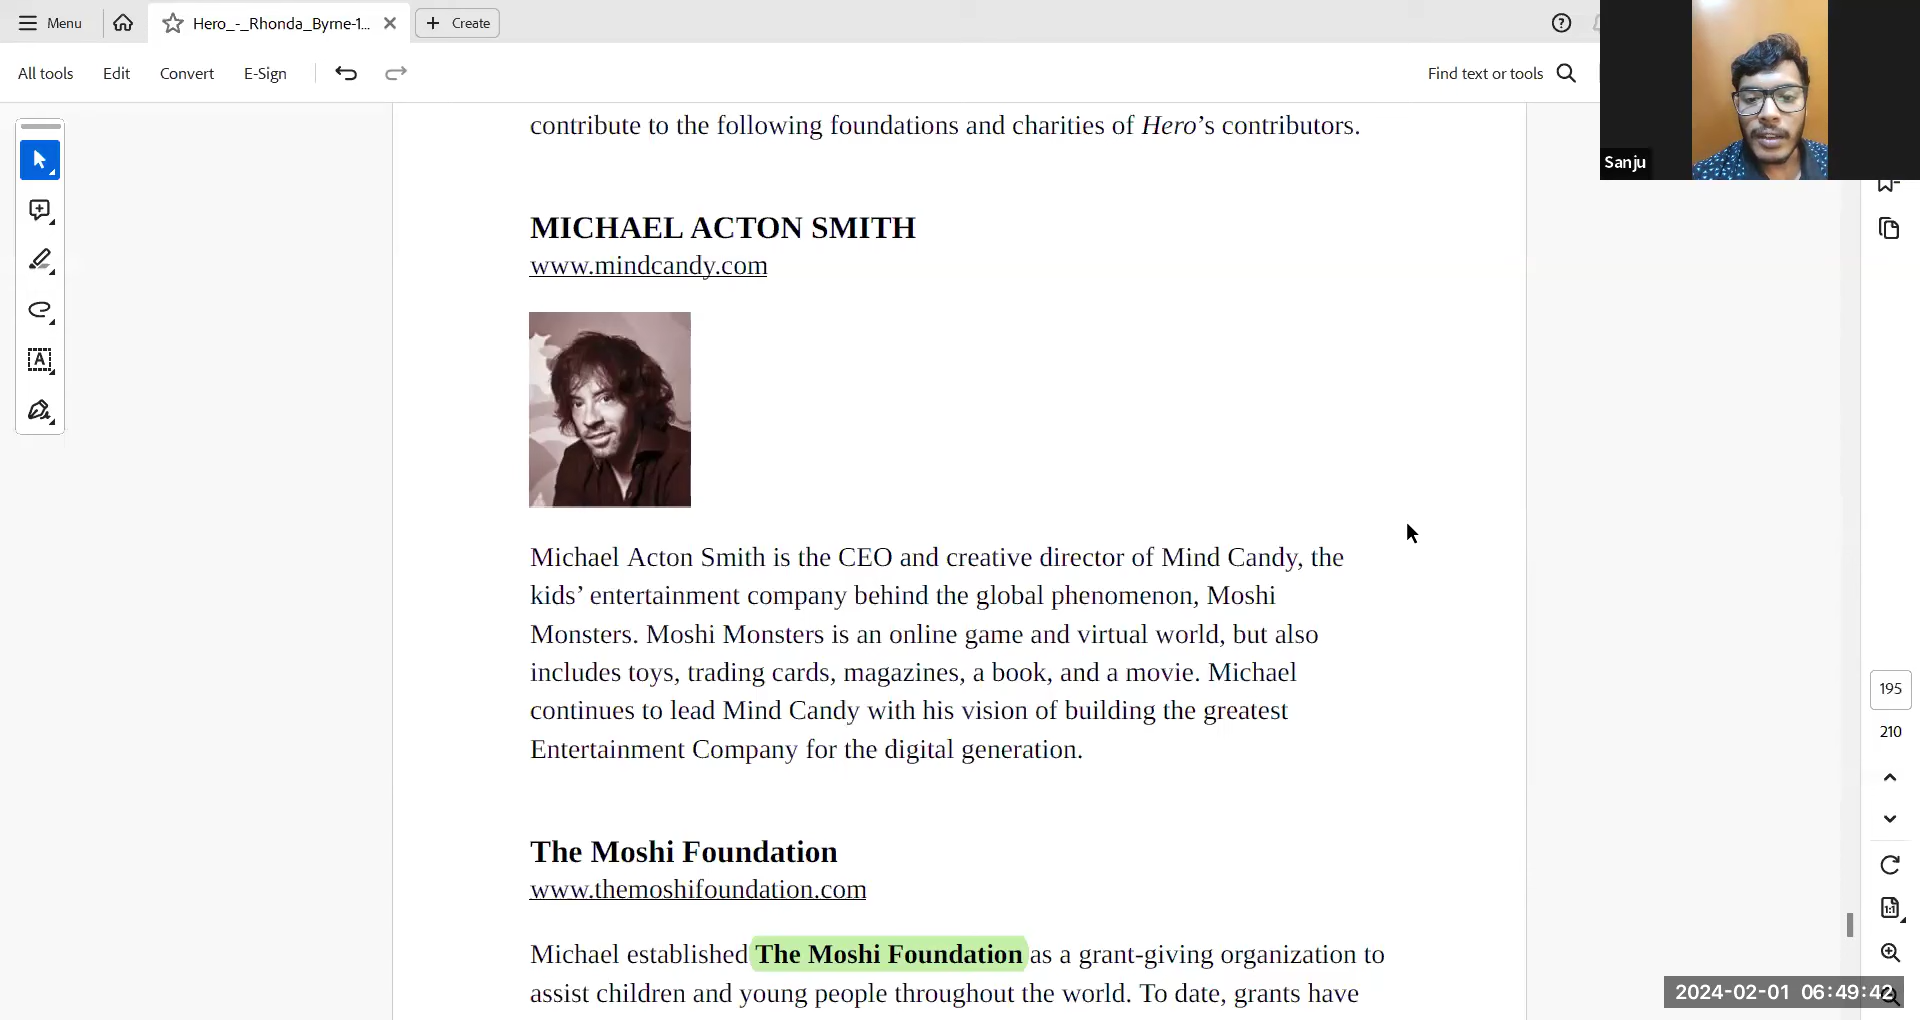 Menu
Hero_-_Rhonda_Byrne-1...
Create
All tools
Edit
Convert
E-Sign
Find text or tools
Sanju
contribute to the following foundations and charities of Hero’s contributors.
MICHAEL ACTON SMITH
www.mindcandy.com
Michael Acton Smith is the CEO and creative director of Mind Candy, the
kids’ entertainment company behind the global phenomenon, Moshi
Monsters. Moshi Monsters is an online game and virtual world, but also
includes toys, trading cards, magazines, a book, and a movie. Michael
continues to lead Mind Candy with his vision of building the greatest
Entertainment Company for the digital generation.
The Moshi Foundation
www.themoshifoundation.com
Michael established The Moshi Foundation as a grant-giving organization to
assist children and young people throughout the world. To date, grants have
195
210
1:1
2024-02-01 06:49:42